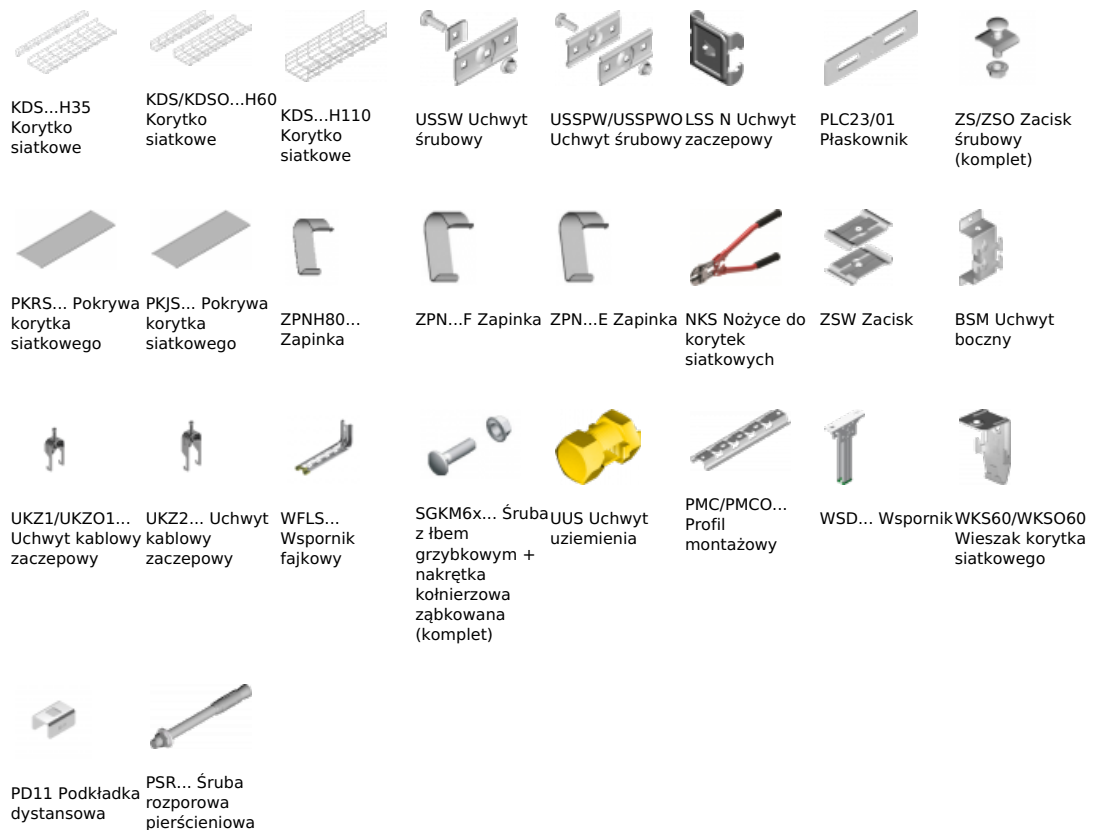 KDS...H35
Korytko
siatkowe
KDS/KDSO...H60
Korytko
siatkowe
KDS...H110
Korytko
siatkowe
USSW Uchwyt
śrubowy
USSPW/USSPWO
Uchwyt śrubowy
LSS N Uchwyt
zaczepowy
PLC23/01
Płaskownik
ZS/ZSO Zacisk
śrubowy
(komplet)
PKRS... Pokrywa
korytka
siatkowego
PKJS... Pokrywa
korytka
siatkowego
ZPNH80...
Zapinka
ZPN...F Zapinka
ZPN...E Zapinka
NKS Nożyce do
korytek
siatkowych
ZSW Zacisk
BSM Uchwyt
boczny
UKZ1/UKZO1...
Uchwyt kablowy
zaczepowy
UKZ2... Uchwyt
kablowy
zaczepowy
WFLS...
Wspornik
fajkowy
SGKM6x... Śruba
z łbem
grzybkowym +
nakrętka
kołnierzowa
ząbkowana
(komplet)
UUS Uchwyt
uziemienia
PMC/PMCO...
Profil
montażowy
WSD... Wspornik
WKS60/WKSO60
Wieszak korytka
siatkowego
PD11 Podkładka
dystansowa
PSR... Śruba
rozporowa
pierścieniowa